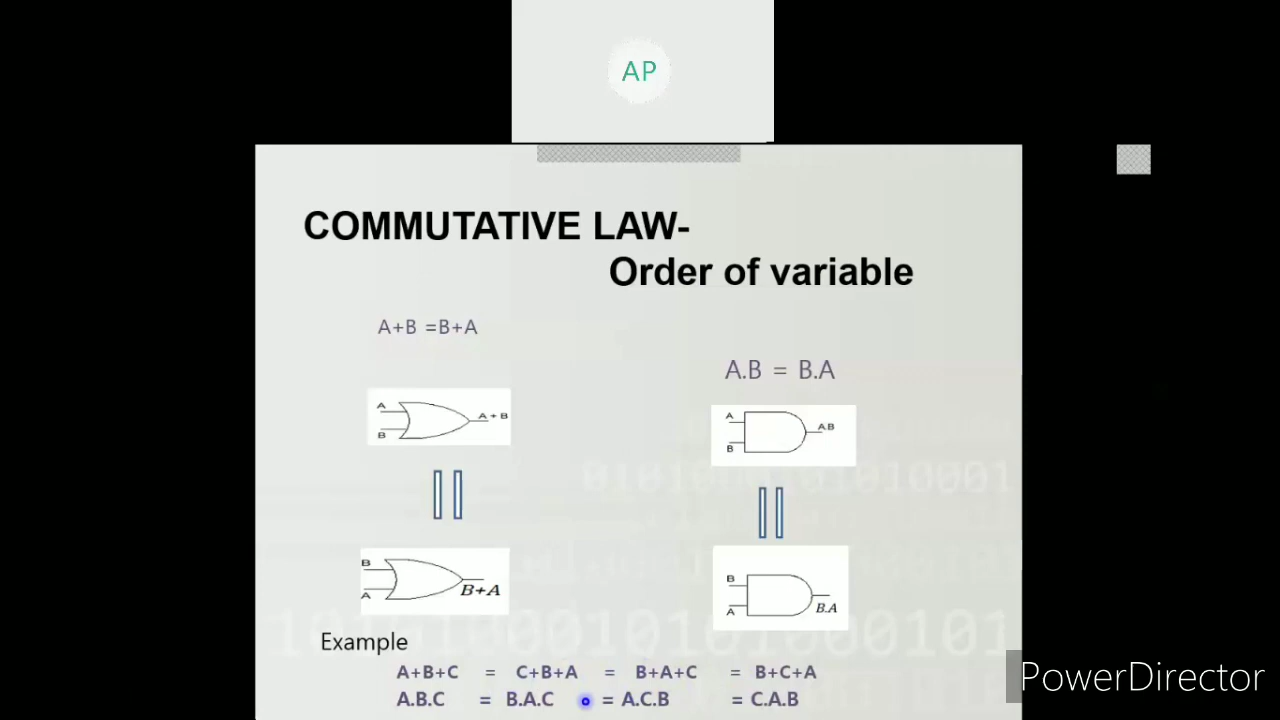 AP
COMMUTATIVE LAW-
Order of variable
A+B =B+A
A.B = B.A
A
B
A + B
A
B
A.B
B
A
B+A
B
A
B.A
Example
A+B+C = C+B+A = B+A+C = B+C+A
A.B.C = B.A.C = A.C.B = C.A.B
PowerDirector